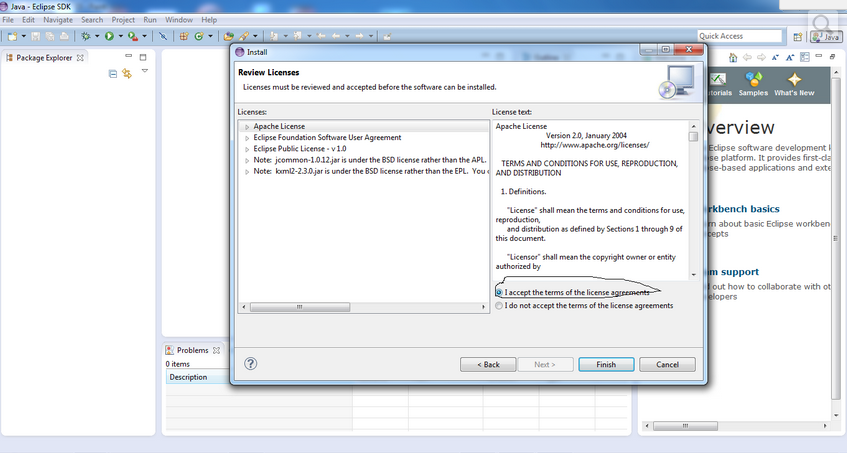 Java - Eclipse SDK
File Edit Navigate Search Project Run Window Help
Quick Access
Java
Package Explorer
Install
Review Licenses
Licenses must be reviewed and accepted before the software can be installed.
Licenses:
Apache License
Eclipse Foundation Software User Agreement
Eclipse Public License - v 1.0
Note: jcommon-1.0.12.jar is under the BSD license rather than the APL.
Note: kxml2-2.3.0.jar is under the BSD license rather than the EPL. You
License text:
Apache License
Version 2.0, January 2004
http://www.apache.org/licenses/
TERMS AND CONDITIONS FOR USE, REPRODUCTION,
AND DISTRIBUTION
1. Definitions.
"License" shall mean the terms and conditions for use,
reproduction,
and distribution as defined by Sections 1 through 9 of
this document.
"Licensor" shall mean the copyright owner or entity
authorized by
I accept the terms of the license agreements
I do not accept the terms of the license agreements
< Back Next > Finish Cancel
torials Samples What's New
verview
Eclipse software development k
se platform. It provides first-cla
se-based applications and exte
rkbench basics
rn about basic Eclipse workben
cepts
m support
d out how to collaborate with ot
elopers
Problems
0 items
Description